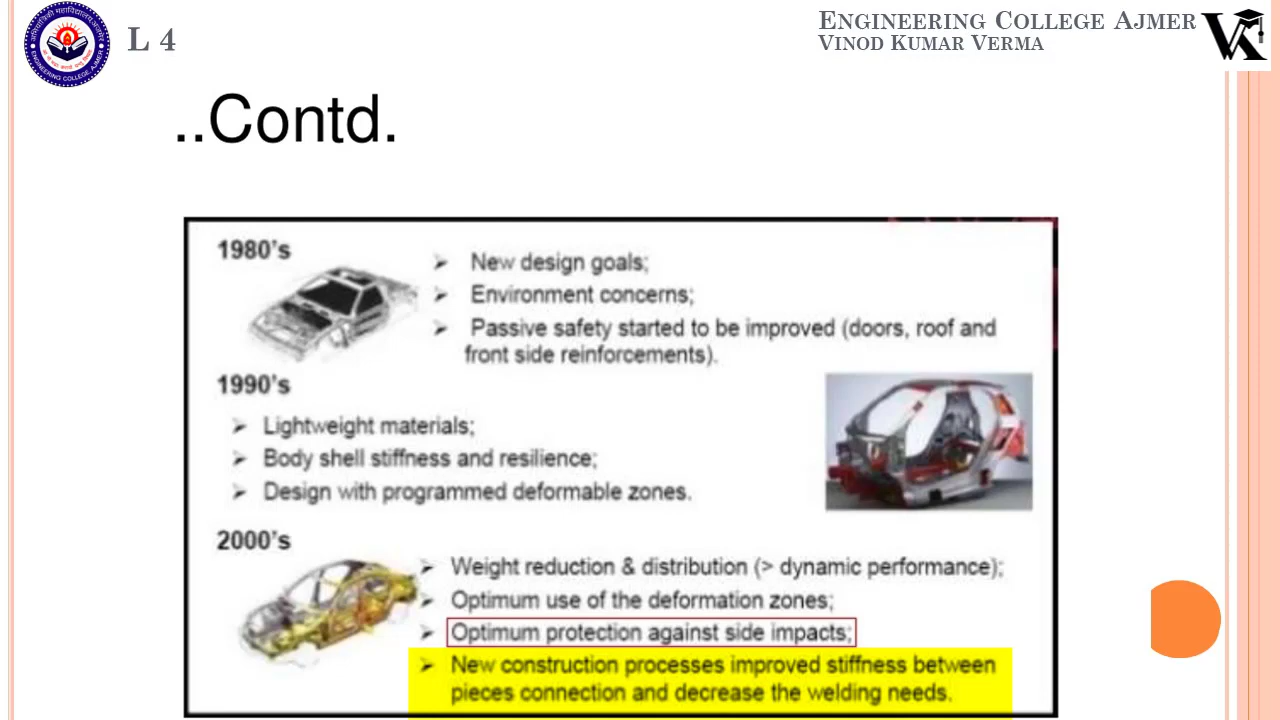 L 4
ENGINEERING COLLEGE AJMER
VINOD KUMAR VERMA
..Contd.
1980's
➢ New design goals;
➢ Environment concerns;
➢ Passive safety started to be improved (doors, roof and
front side reinforcements).
1990's
➢ Lightweight materials;
➢ Body shell stiffness and resilience;
➢ Design with programmed deformable zones.
2000's
➢ Weight reduction & distribution (> dynamic performance);
➢ Optimum use of the deformation zones;
➢ Optimum protection against side impacts;
➢ New construction processes improved stiffness between
pieces connection and decrease the welding needs.